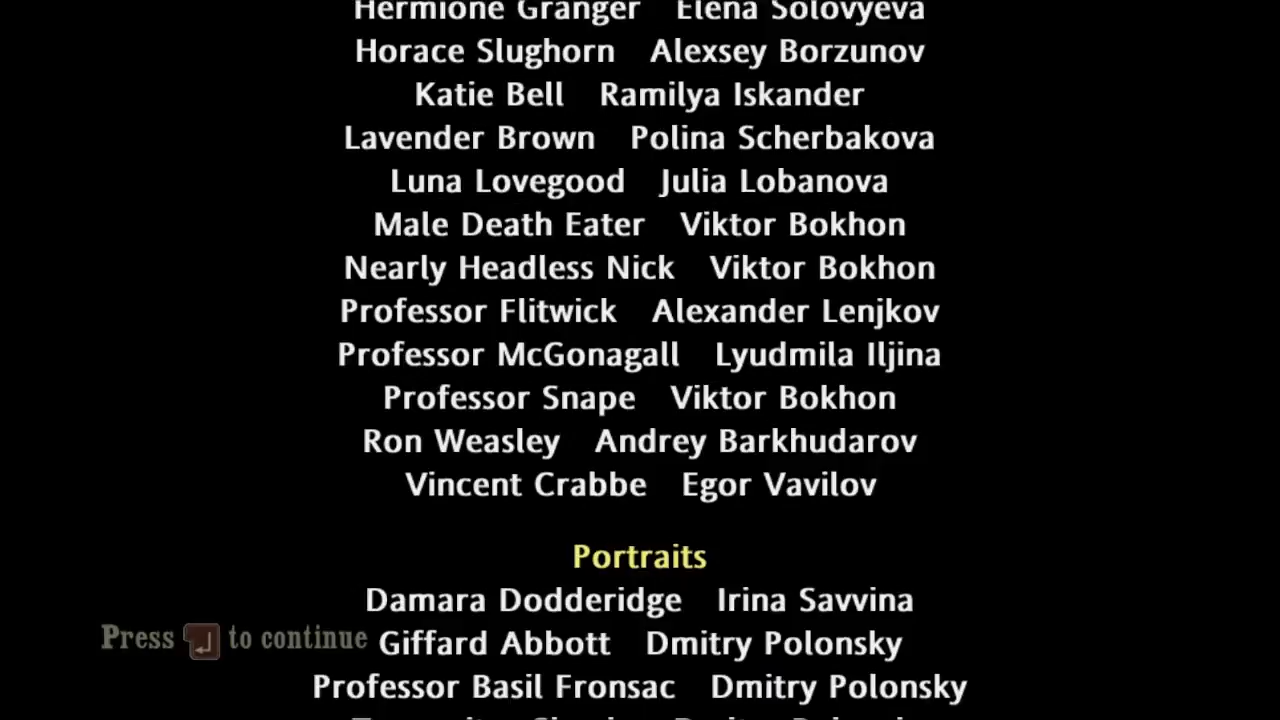 Hermione Granger Elena Solovyeva
Horace Slughorn Alexsey Borzunov
Katie Bell Ramilya Iskander
Lavender Brown Polina Scherbakova
Luna Lovegood Julia Lobanova
Male Death Eater Viktor Bokhon
Nearly Headless Nick Viktor Bokhon
Professor Flitwick Alexander Lenjkov
Professor McGonagall Lyudmila Iljina
Professor Snape Viktor Bokhon
Ron Weasley Andrey Barkhudarov
Vincent Crabbe Egor Vavilov
Portraits
Damara Dodderidge Irina Savvina
Press to continue
Giffard Abbott Dmitry Polonsky
Professor Basil Fronsac Dmitry Polonsky